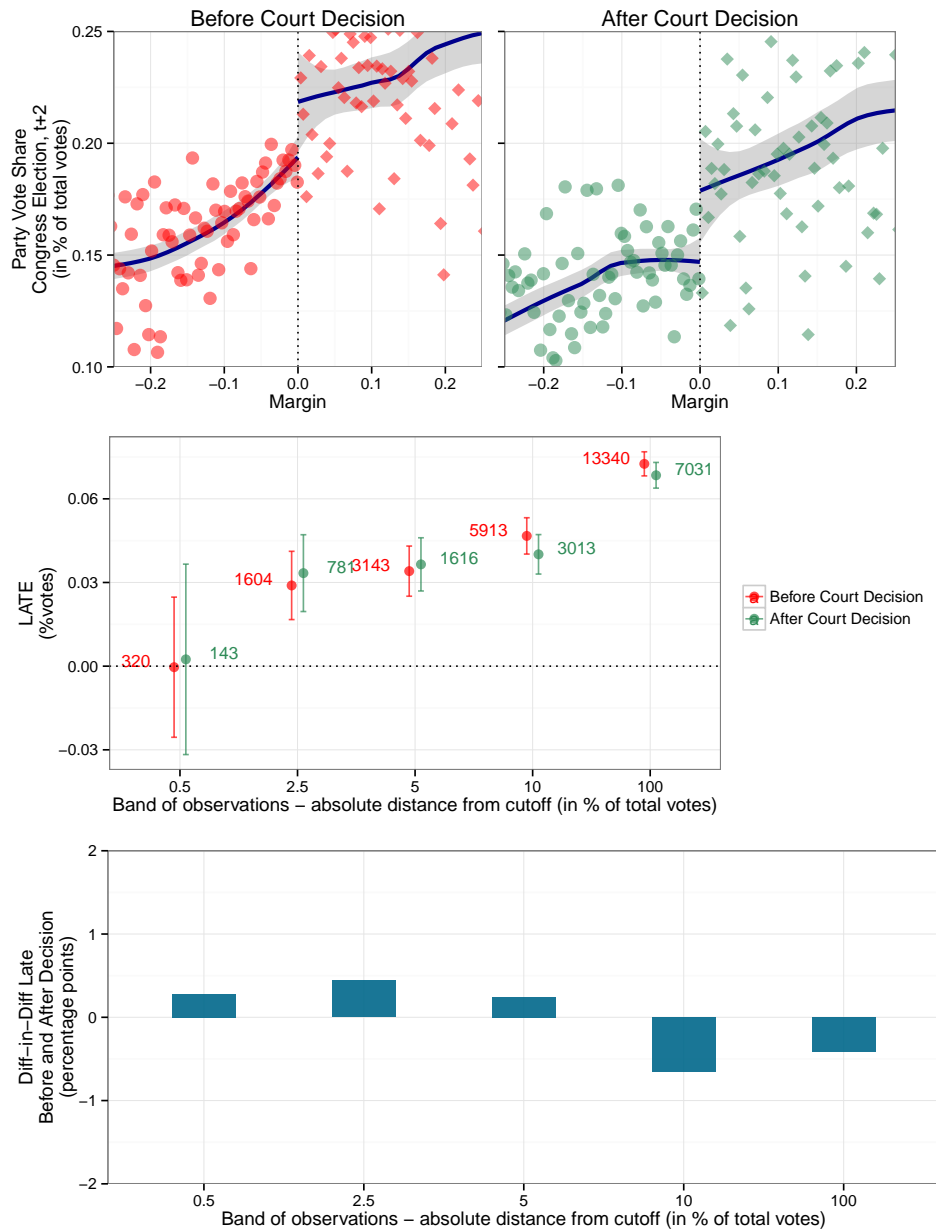 Before Court Decision
After Court Decision
Party Vote Share
Congress Election, t+2
(in % of total votes)
0.25
0.20
0.15
0.10
−0.2
−0.1
0.0
0.1
0.2
−0.2
−0.1
0.0
0.1
0.2
Margin
Margin
LATE
(%votes)
0.06
0.03
0.00
−0.03
320
143
1604
781
3143
1616
5913
3013
13340
7031
0.5
2.5
5
10
100
Band of observations − absolute distance from cutoff (in % of total votes)
Before Court Decision
After Court Decision
Diff−in−Diff Late
Before and After Decision
(percentage points)
2
1
0
−1
−2
0.5
2.5
5
10
100
Band of observations − absolute distance from cutoff (in % of total votes)